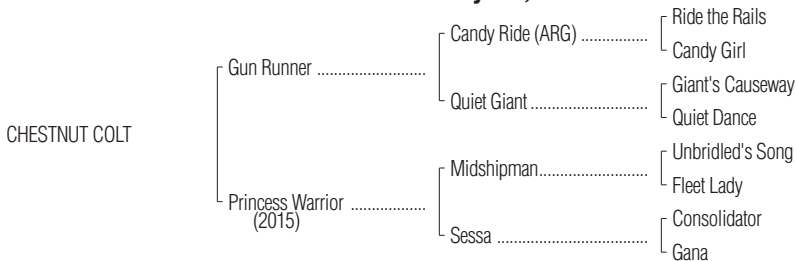 Ride the Rails
Candy Ride (ARG) ................
Candy Girl
Gun Runner ..........................
Giant's Causeway
Quiet Giant............................
Quiet Dance
CHESTNUT COLT
Unbridled's Song
Midshipman..........................
Fleet Lady
Princess Warrior ..................
(2015)
Consolidator
Sessa ....................................
Gana